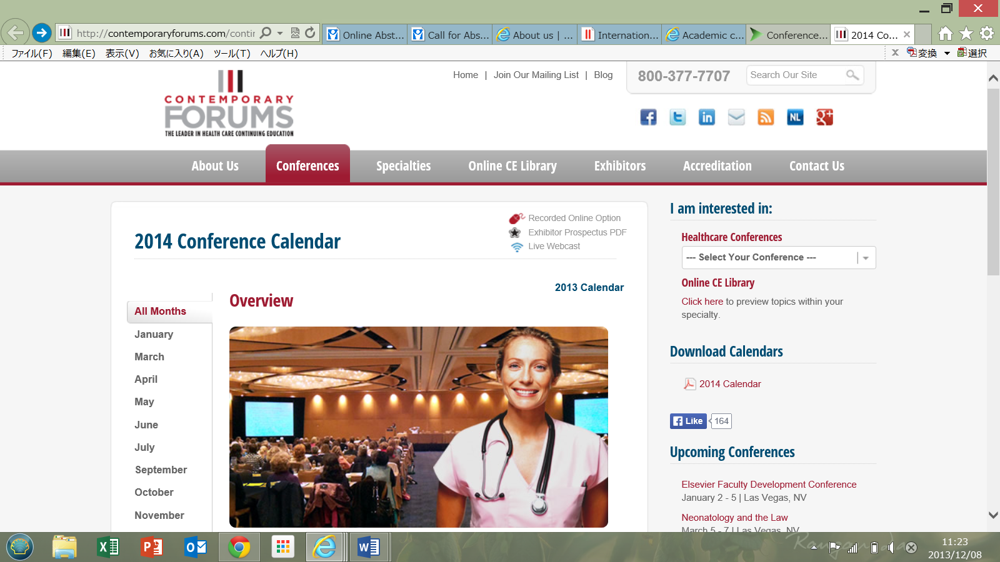 http://contemporaryforums.com/contin
Online Abst...
Call for Abs...
About us | ...
Internation...
Academic c...
Conference...
2014 Co...
ファイル(F) 編集(E) 表示(V) お気に入り(A) ツール(T) ヘルプ(H)
X 変換 選択
CONTEMPORARY
FORUMS
THE LEADER IN HEALTH CARE CONTINUING EDUCATION
Home | Join Our Mailing List | Blog
800-377-7707
Search Our Site
NL
About Us
Conferences
Specialties
Online CE Library
Exhibitors
Accreditation
Contact Us
2014 Conference Calendar
Recorded Online Option
Exhibitor Prospectus PDF
Live Webcast
2013 Calendar
Overview
All Months
January
March
April
May
June
July
September
October
November
I am interested in:
Healthcare Conferences
--- Select Your Conference ---
Online CE Library
Click here to preview topics within your
specialty.
Download Calendars
2014 Calendar
Like 164
Upcoming Conferences
Elsevier Faculty Development Conference
January 2 - 5 | Las Vegas, NV
Neonatology and the Law
March 5 - 7 | Las Vegas, NV
11:23
2013/12/08